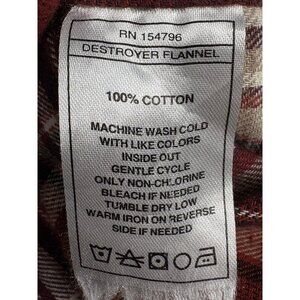 RN 154796
DESTROYER FLANNEL
100% COTTON
MACHINE WASH COLD
WITH LIKE COLORS
INSIDE OUT
GENTLE CYCLE
ONLY NON-CHLORINE
BLEACH IF NEEDED
TUMBLE DRY LOW
WARM IRON ON REVERSE
SIDE IF NEEDED